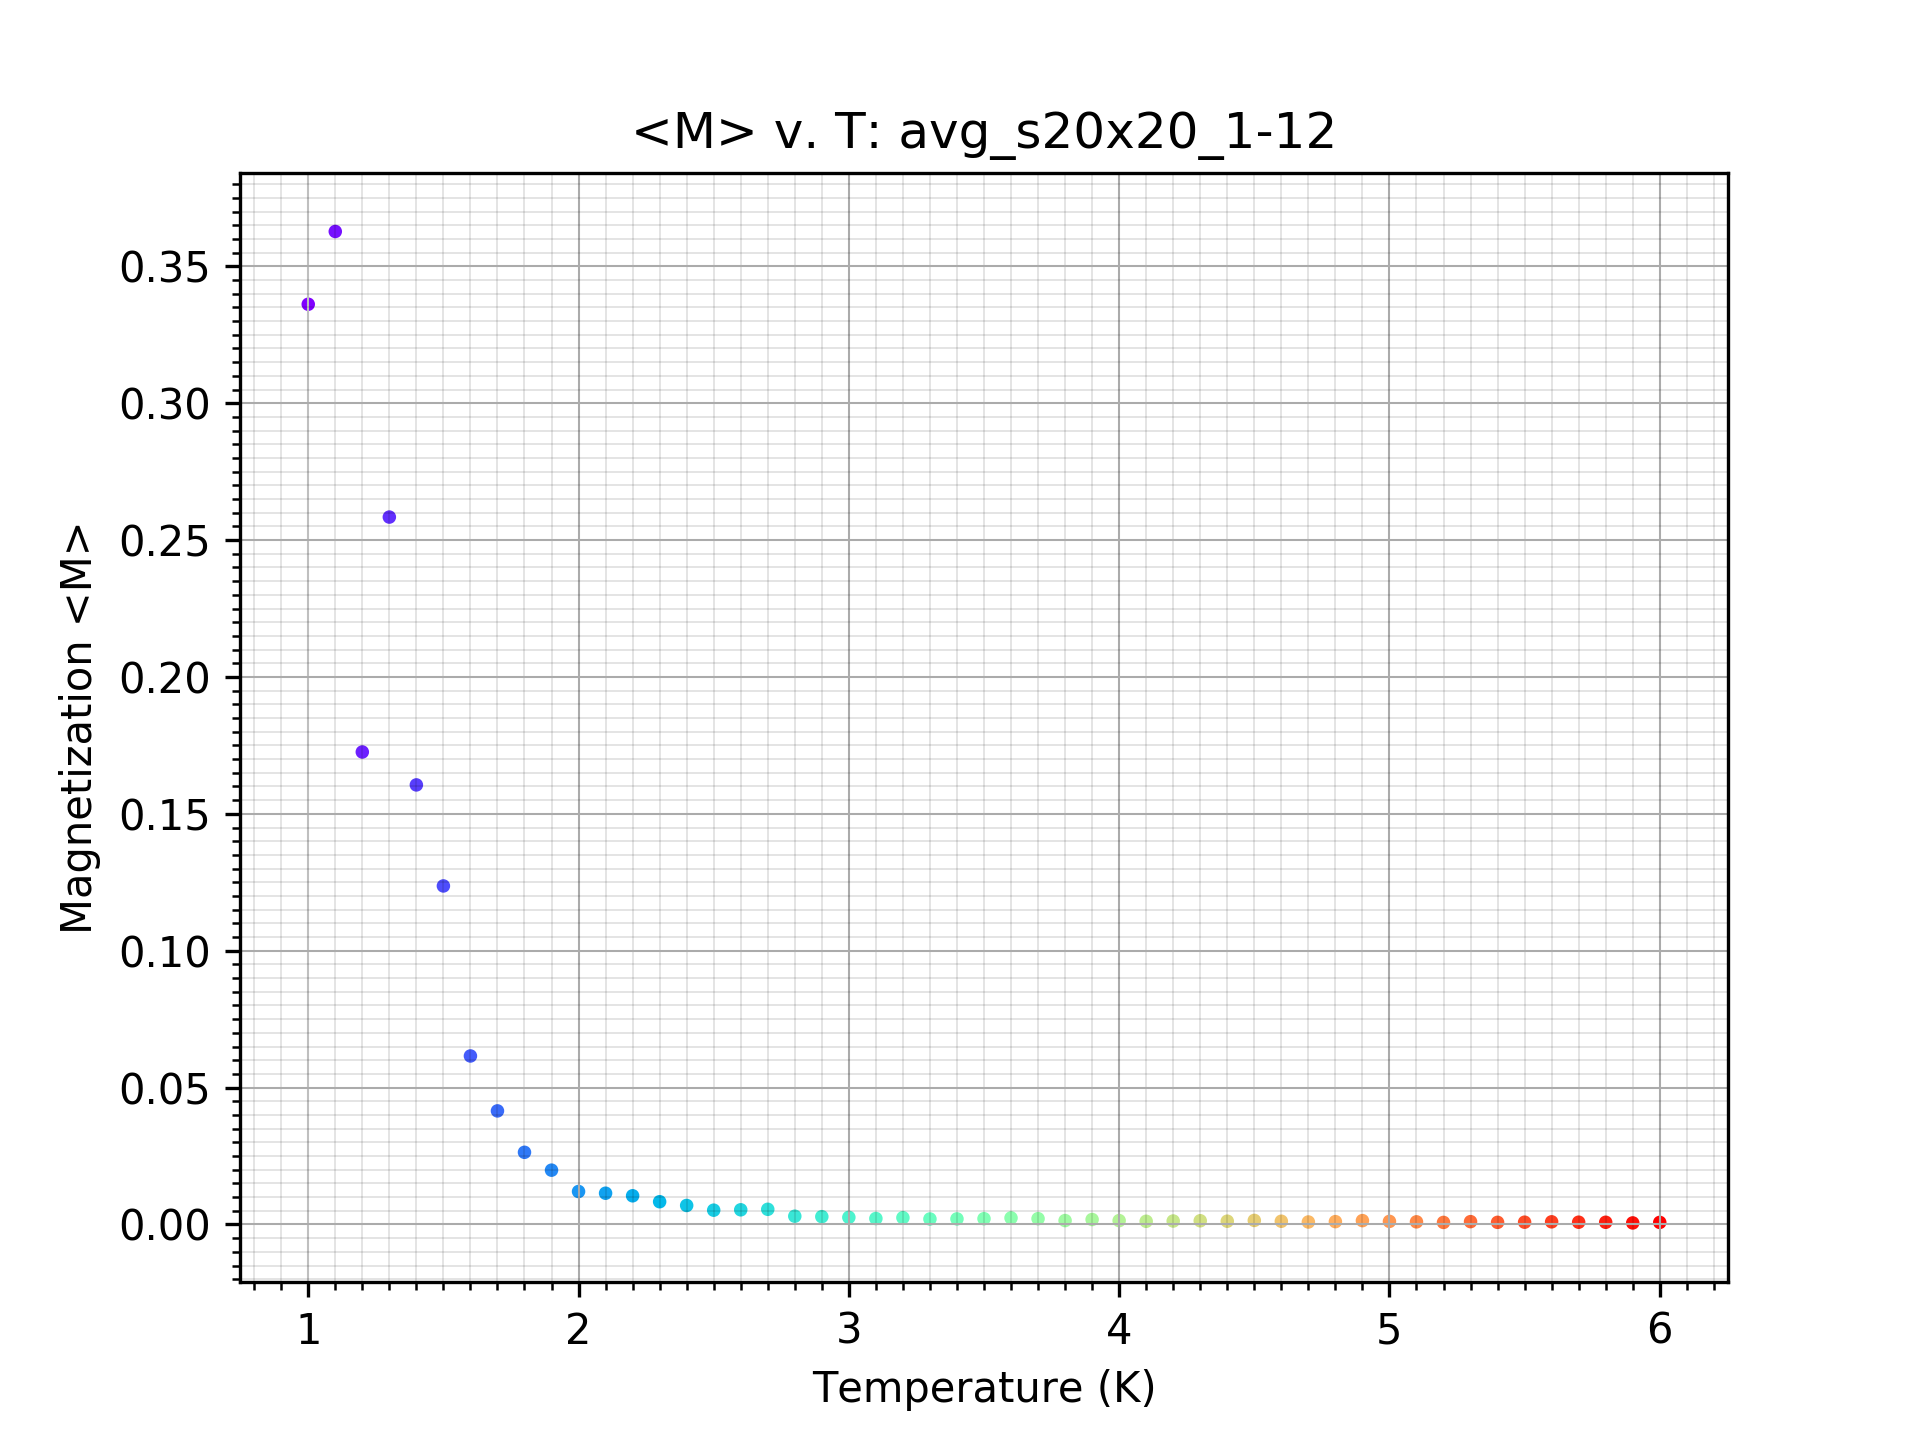 <M> v. T: avg_s20x20_1-12
0.35
0.30
0.25
0.20
0.15
0.10
0.05
0.00
Magnetization <M>
1 2 3 4 5 6
Temperature (K)